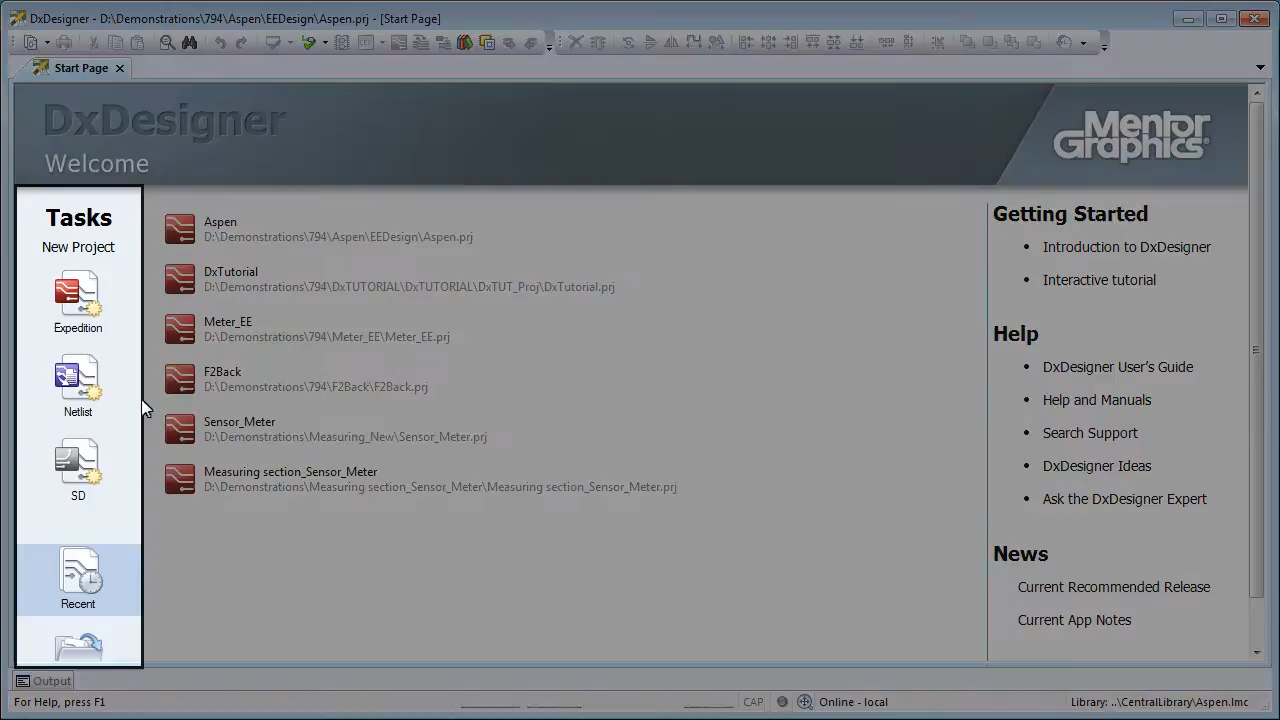 DxDesigner - D:\Demonstrations\794\Aspen\EEDesign\Aspen.prj - [Start Page]
Start Page
DxDesigner
Welcome
Mentor
Graphics
Tasks
New Project
Expedition
Netlist
SD
Recent
Aspen
D:\Demonstrations\794\Aspen\EEDesign\Aspen.prj
DxTutorial
D:\Demonstrations\794\DxTUTORIAL\DxTUTORIAL\DxTUT_Proj\DxTutorial.prj
Meter_EE
D:\Demonstrations\794\Meter_EE\Meter_EE.prj
F2Back
D:\Demonstrations\794\F2Back\F2Back.prj
Sensor_Meter
D:\Demonstrations\Measuring_New\Sensor_Meter.prj
Measuring section_Sensor_Meter
D:\Demonstrations\Measuring section_Sensor_Meter\Measuring section_Sensor_Meter.prj
Getting Started
• Introduction to DxDesigner
• Interactive tutorial
Help
• DxDesigner User's Guide
• Help and Manuals
• Search Support
• DxDesigner Ideas
• Ask the DxDesigner Expert
News
Current Recommended Release
Current App Notes
Output
For Help, press F1
CAP
Online - local
Library: ..\CentralLibrary\Aspen.lmc